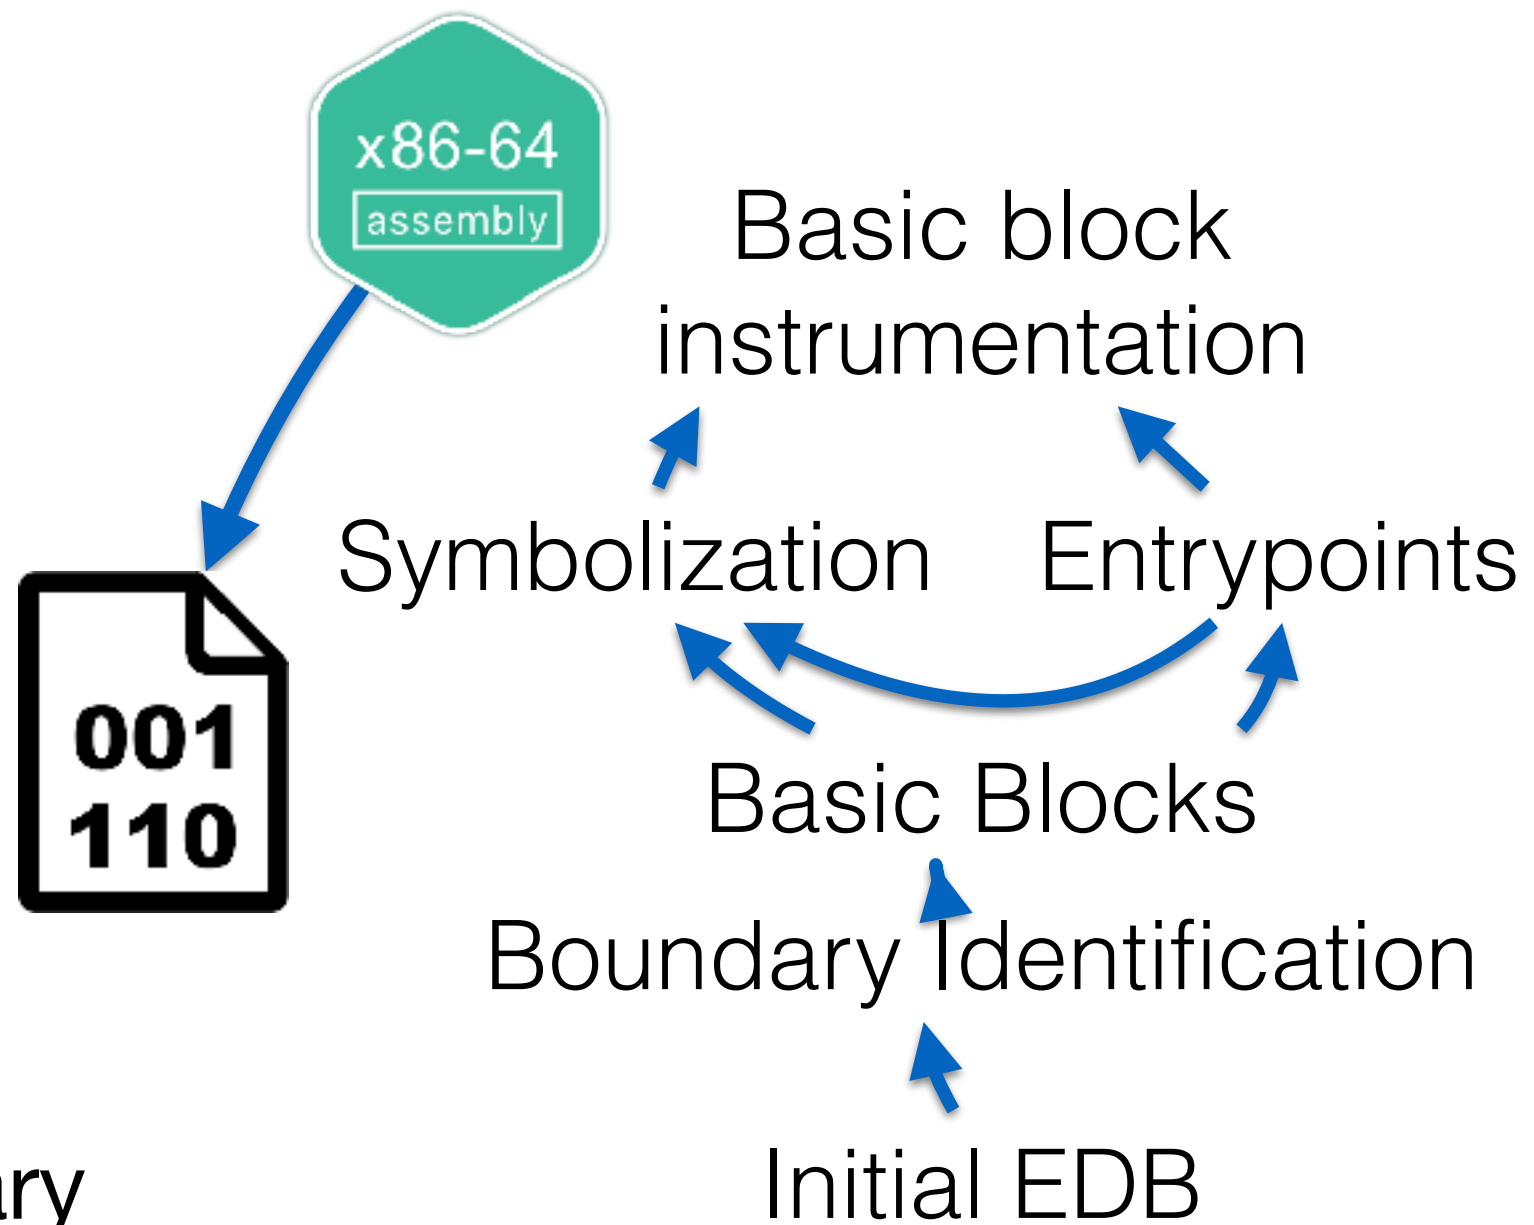 x86-64
assembly
Basic block
instrumentation
Symbolization
Entrypoints
001
110
Basic Blocks
Boundary Identification
Initial EDB